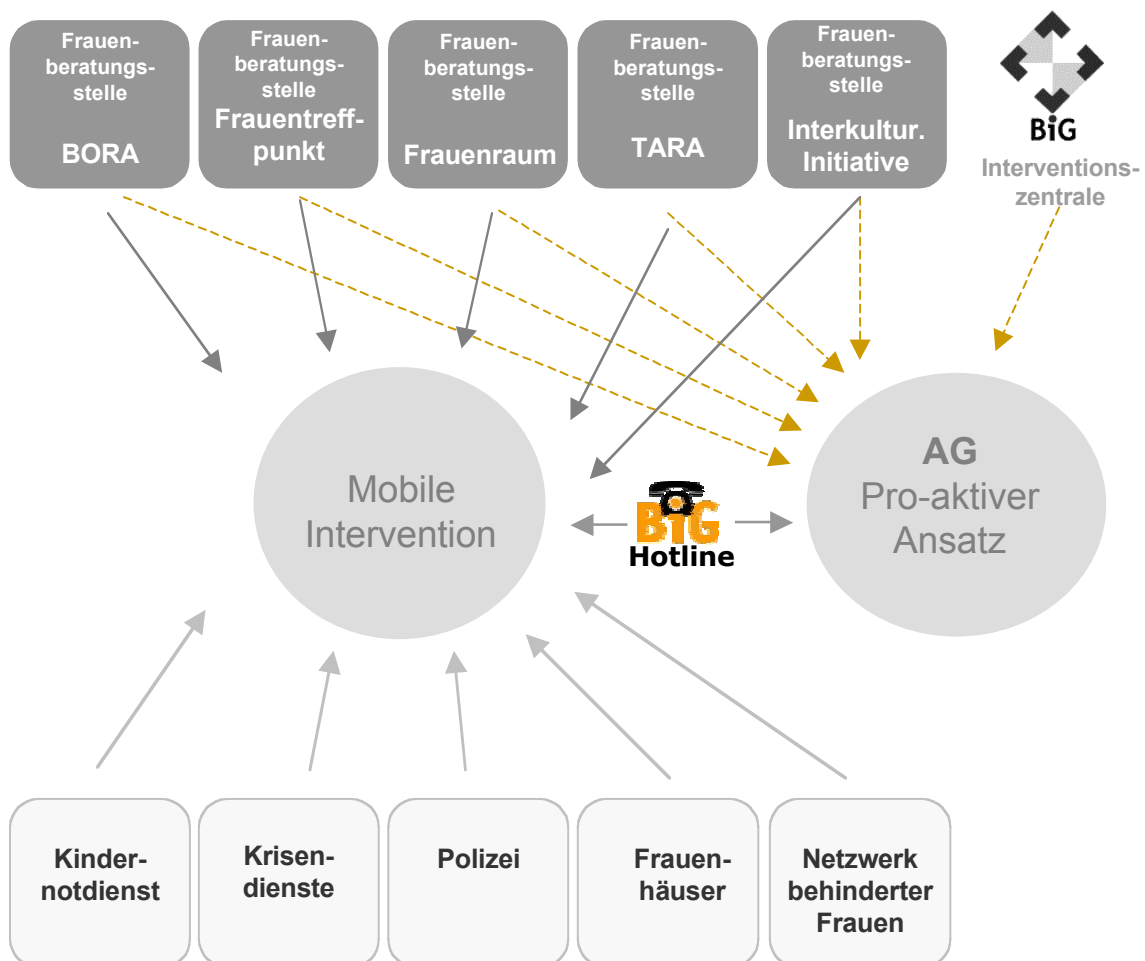 Frauen-
beratungs-
stelle
BORA
Frauen-
beratungs-
stelle
Frauentreff-
punkt
Frauen-
beratungs-
stelle
Frauenraum
Frauen-
beratungs-
stelle
TARA
Frauen-
beratungs-
stelle
Interkultur.
Initiative
BiG
Interventions-
zentrale
Mobile
Intervention
BiG
Hotline
AG
Pro-aktiver
Ansatz
Kinder-
notdienst
Krisen-
dienste
Polizei
Frauen-
häuser
Netzwerk
behinderter
Frauen